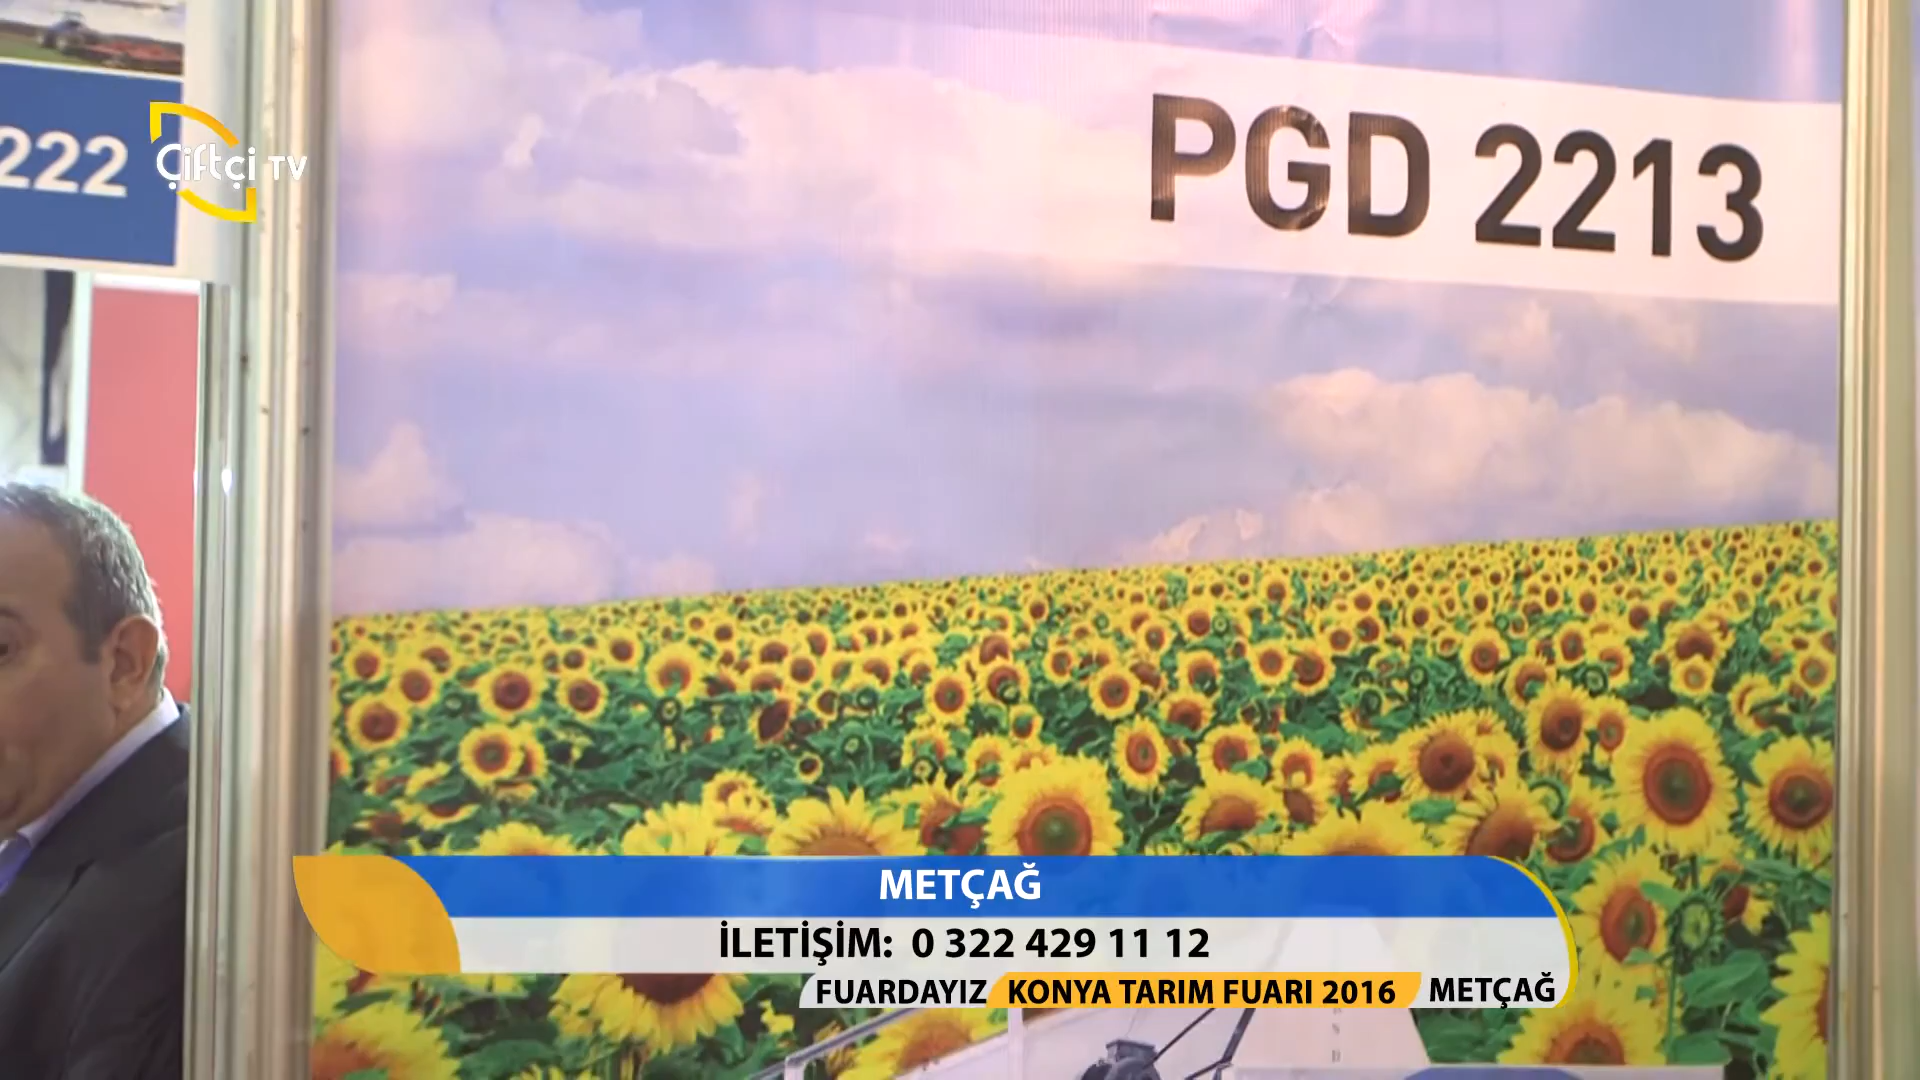 PGD 2213
222
Çiftçi TV
METÇAĞ
İLETİŞİM: 0 322 429 11 12
FUARDAYIZ KONYA TARIM FUARI 2016 METÇAĞ